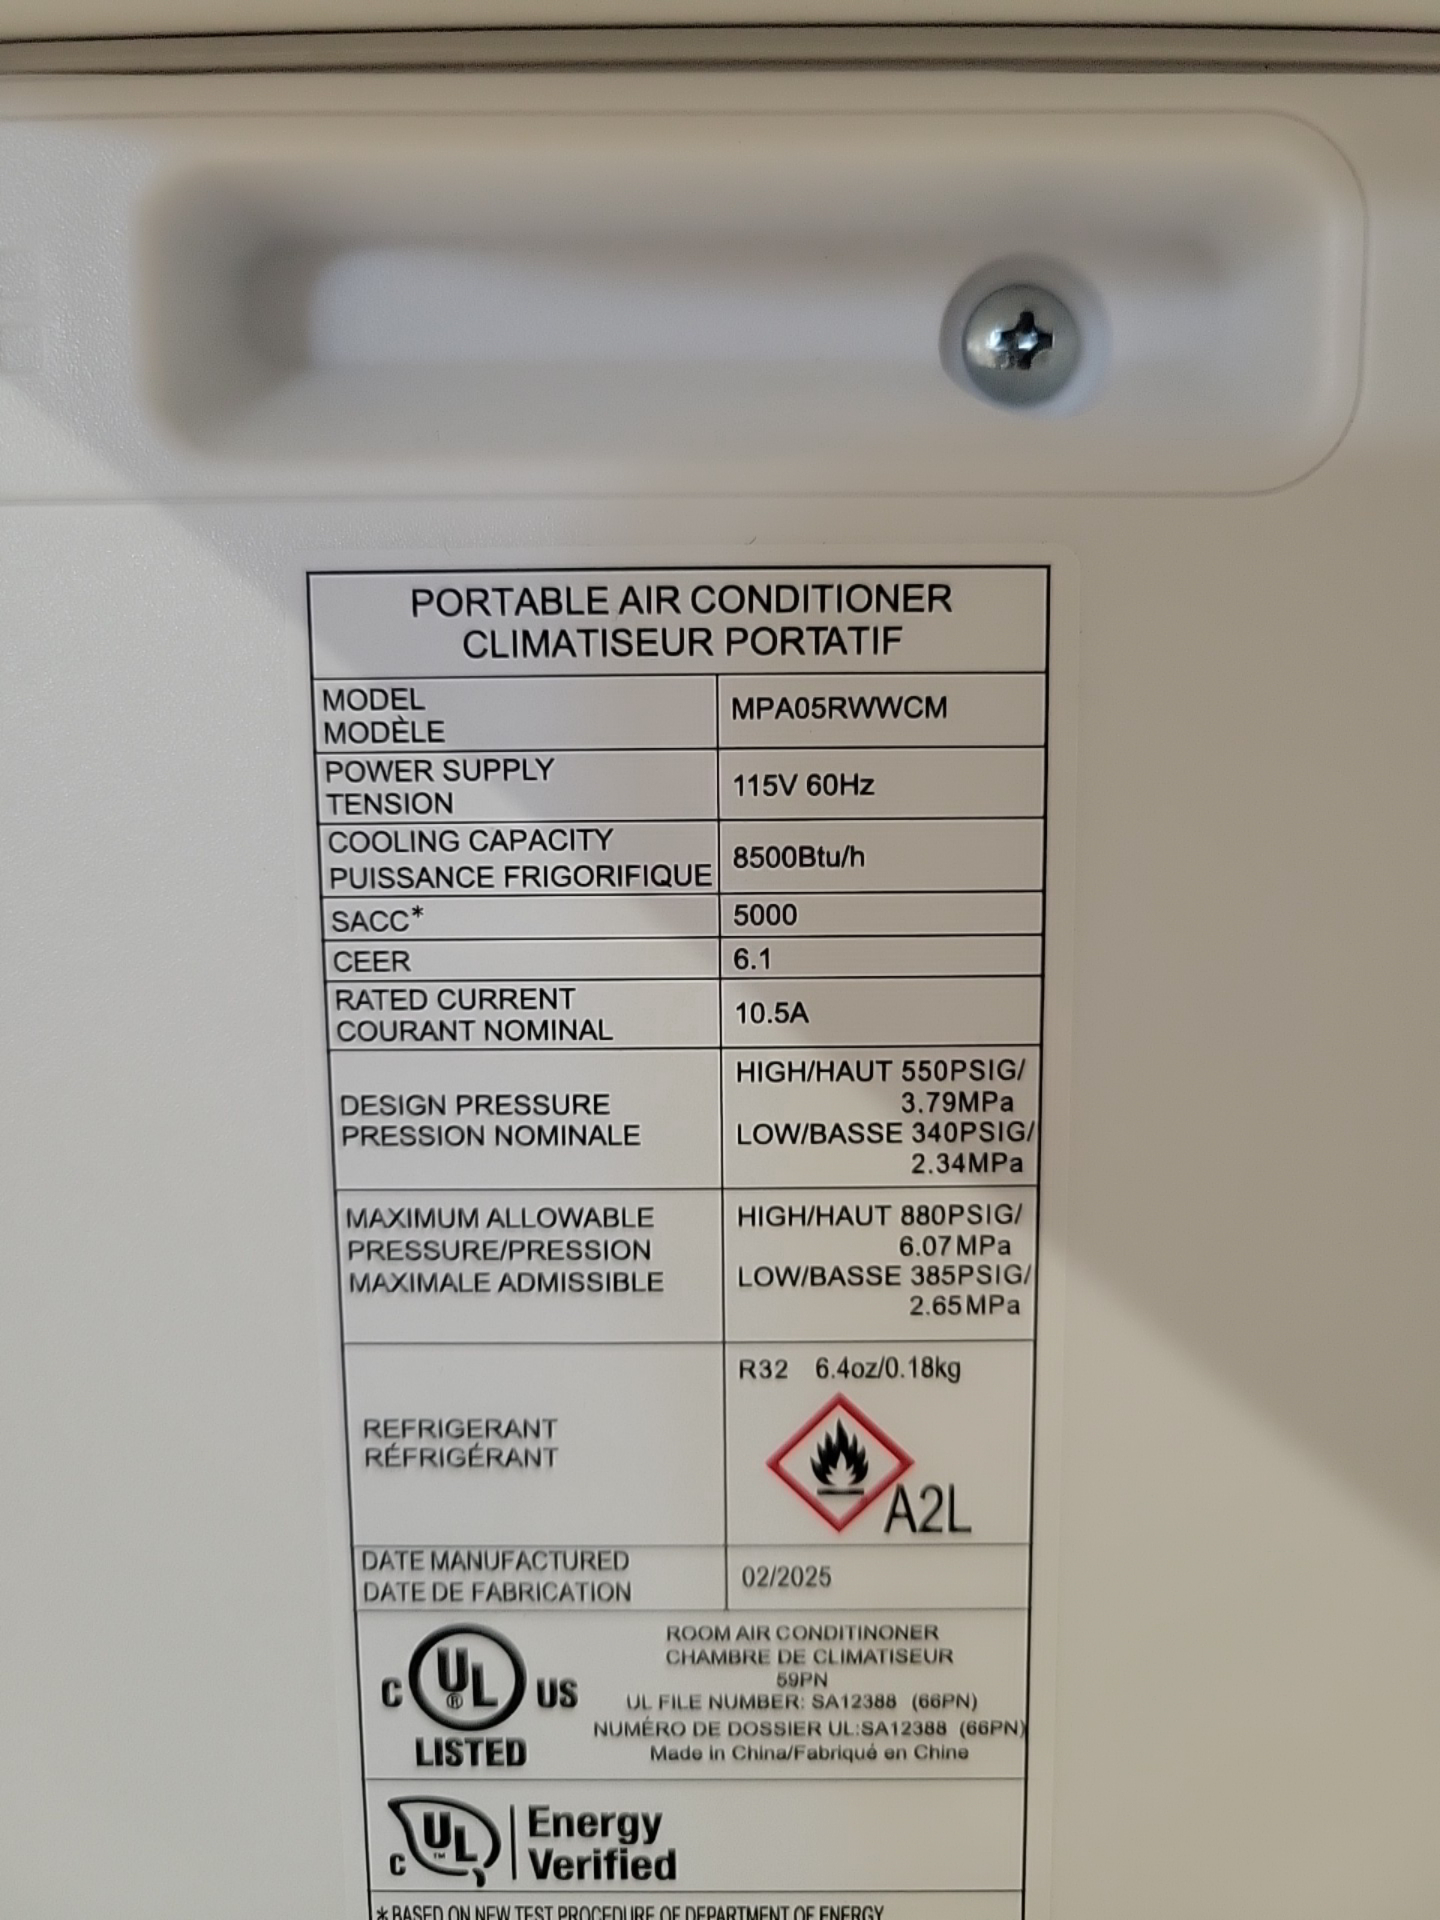 PORTABLE AIR CONDITIONER
CLIMATISEUR PORTATIF
MODEL
MODÈLE
MPA05RWWCM
POWER SUPPLY
TENSION
115V 60Hz
COOLING CAPACITY
PUISSANCE FRIGORIFIQUE
8500Btu/h
SACC*
5000
CEER
6.1
RATED CURRENT
COURANT NOMINAL
10.5A
DESIGN PRESSURE
PRESSION NOMINALE
HIGH/HAUT 550PSIG/
3.79MPa
LOW/BASSE 340PSIG/
2.34MPa
MAXIMUM ALLOWABLE
PRESSURE/PRESSION
MAXIMALE ADMISSIBLE
HIGH/HAUT 880PSIG/
6.07MPa
LOW/BASSE 385PSIG/
2.65MPa
REFRIGERANT
RÉFRIGÉRANT
R32 6.4oz/0.18kg
A2L
DATE MANUFACTURED
DATE DE FABRICATION
02/2025
C UL ® US
LISTED
ROOM AIR CONDITINONER
CHAMBRE DE CLIMATISEUR
59PN
UL FILE NUMBER: SA12388 (66PN)
NUMÉRO DE DOSSIER UL:SA12388 (66PN)
Made in China/Fabriqué en Chine
C UL ™
Energy
Verified
* BASED ON NEW TEST PROCEDURE OF DEPARTMENT OF ENERGY